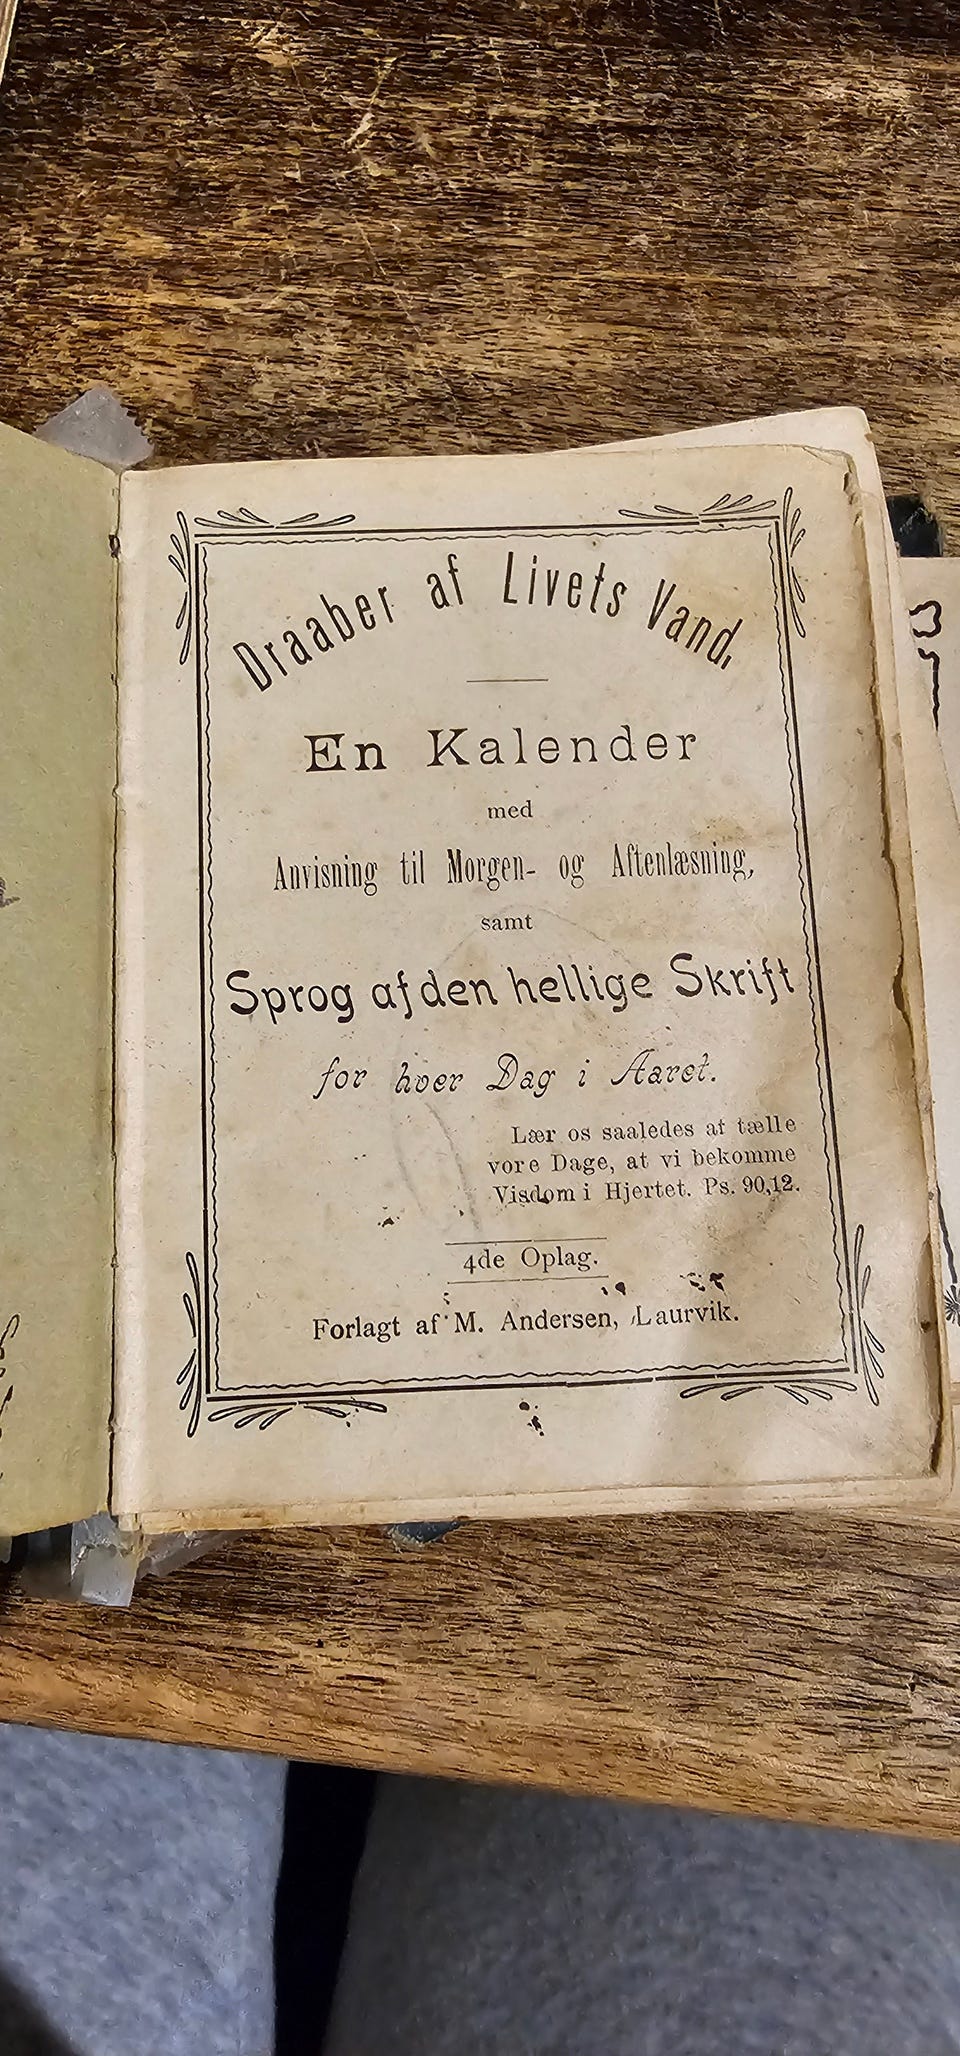 Draaber af Livets Vand.
En Kalender
med
Anvisning til Morgen- og Aftenlæsning,
samt
Sprog af den hellige Skrift
for hver Dag i Aaret.
Lær os saaledes at tælle
vore Dage, at vi bekomme
Visdom i Hjertet. Ps. 90,12.
4de Oplag.
Forlagt af M. Andersen, Laurvik.